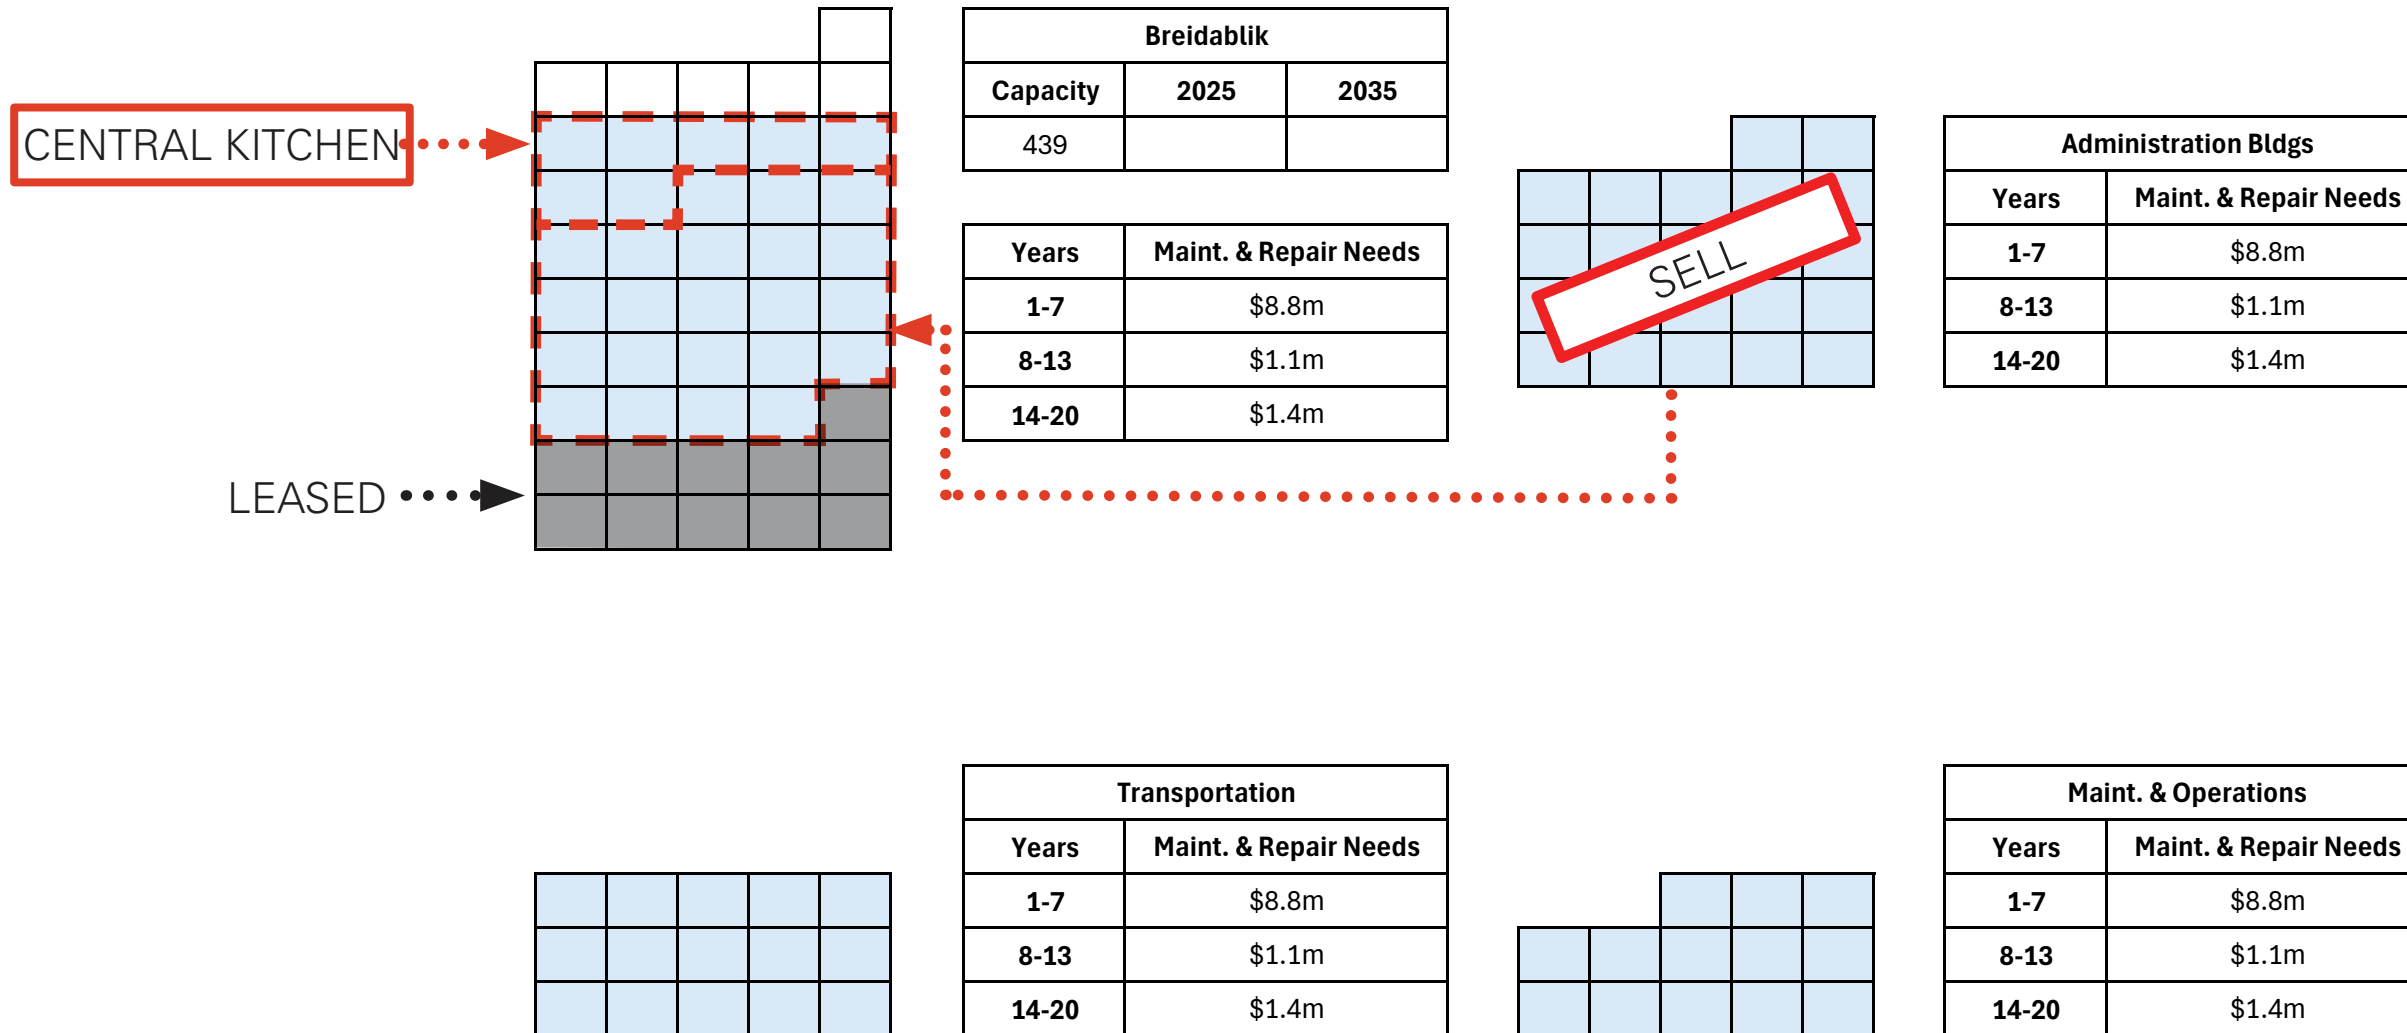 Breidablik
Capacity 2025 2035
439
CENTRAL KITCHEN
Years Maint. & Repair Needs
1-7 $8.8m
8-13 $1.1m
14-20 $1.4m
LEASED
SELL
Administration Bldgs
Years Maint. & Repair Needs
1-7 $8.8m
8-13 $1.1m
14-20 $1.4m
Transportation
Years Maint. & Repair Needs
1-7 $8.8m
8-13 $1.1m
14-20 $1.4m
Maint. & Operations
Years Maint. & Repair Needs
1-7 $8.8m
8-13 $1.1m
14-20 $1.4m